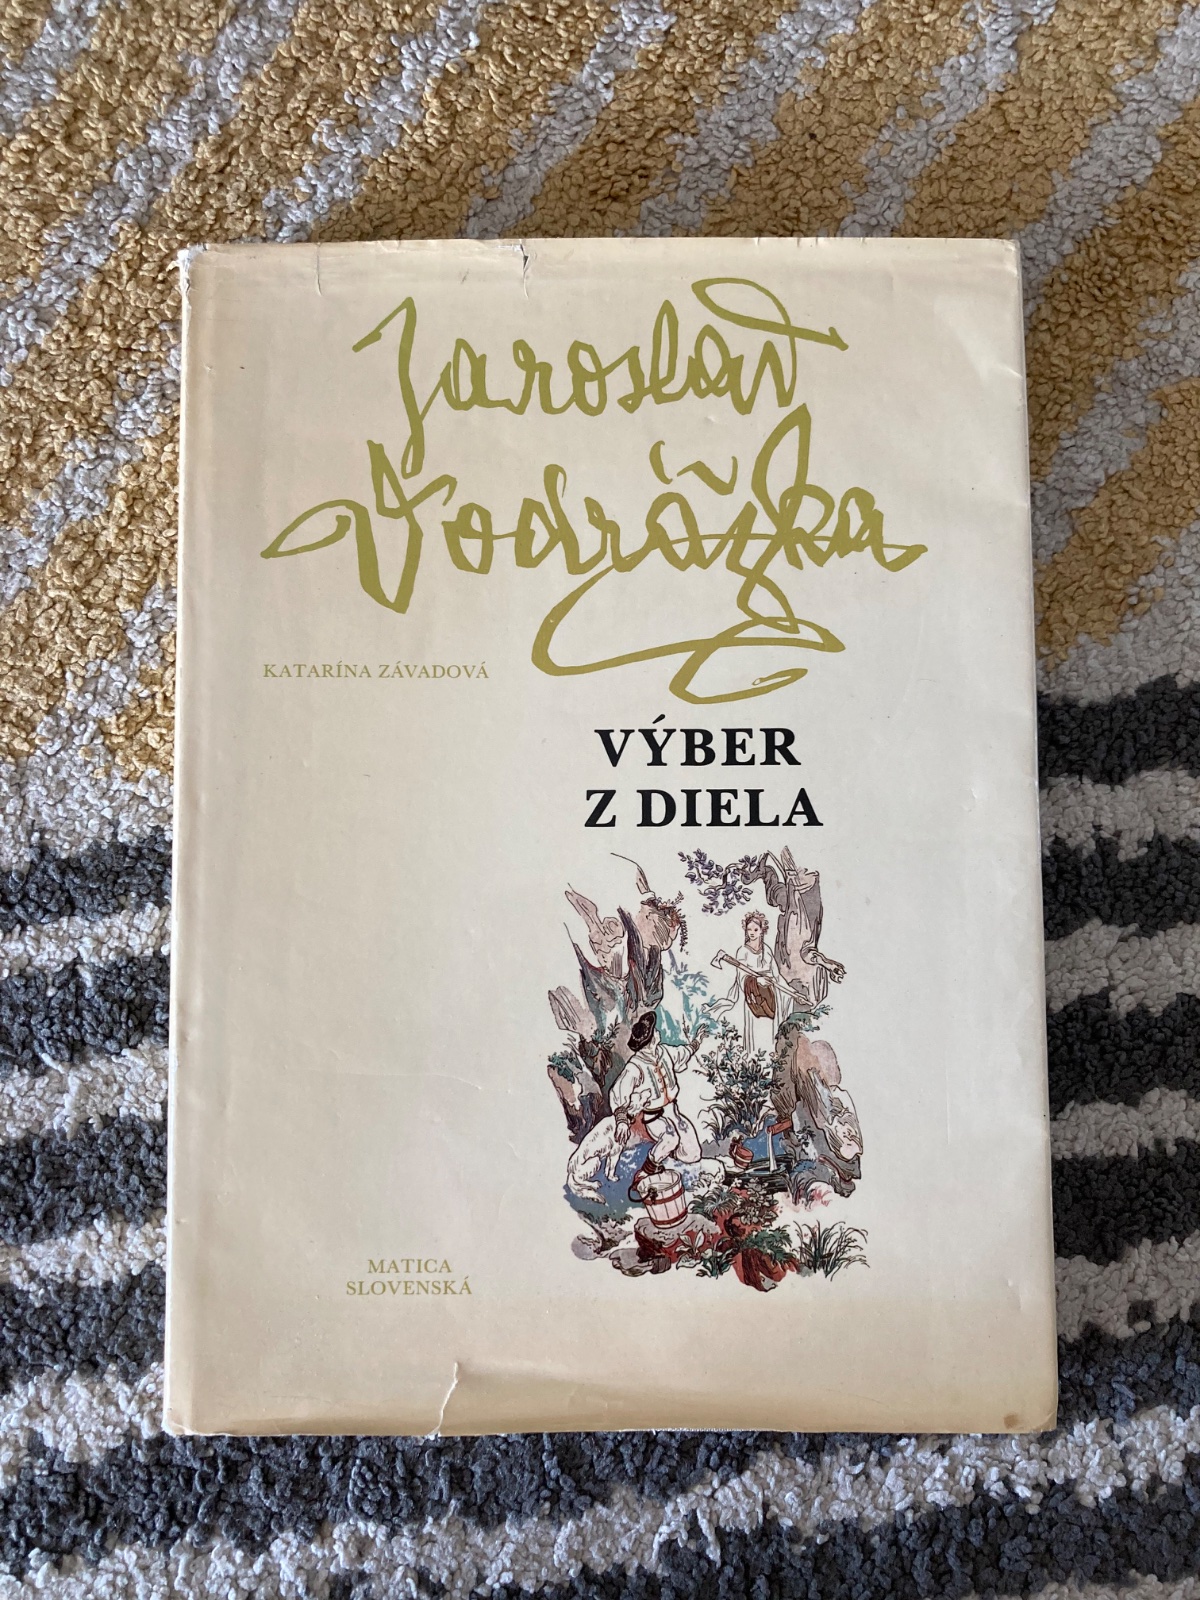 Jaroslav
Vodrážka
KATARÍNA ZÁVADOVÁ
VÝBER
Z DIELA
MATICA
SLOVENSKÁ